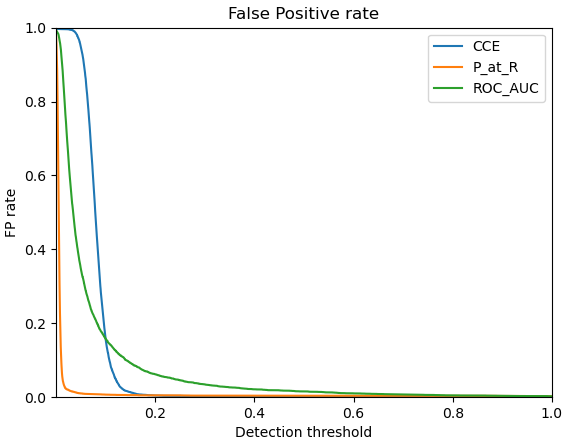 False Positive rate
CCE
P_at_R
ROC_AUC
FP rate
1.0
0.8
0.6
0.4
0.2
0.0
0.2
0.4
0.6
0.8
1.0
Detection threshold